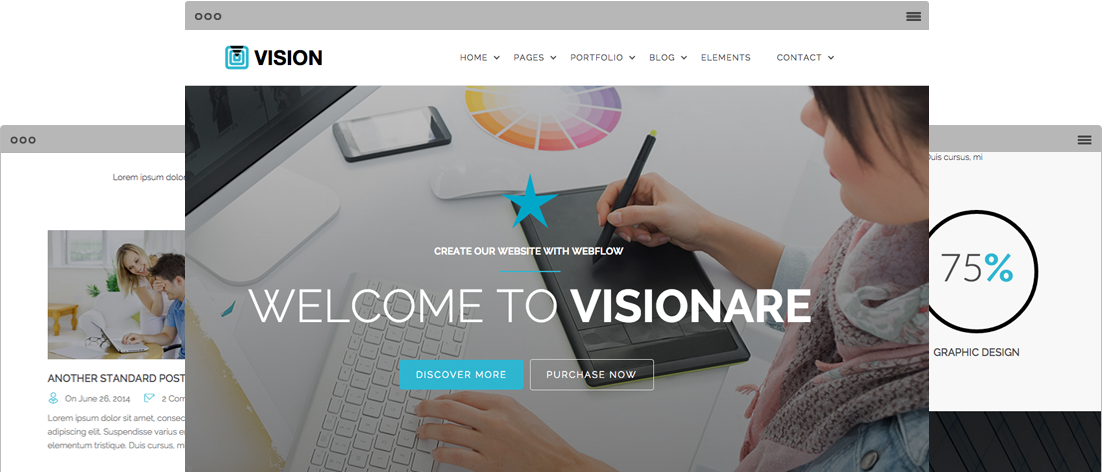 VISION
HOME
PAGES
PORTFOLIO
BLOG
ELEMENTS
CONTACT
CREATE OUR WEBSITE WITH WEBFLOW
WELCOME TO VISIONARE
DISCOVER MORE
PURCHASE NOW
Lorem ipsum dolor
ANOTHER STANDARD POST
On June 26, 2014
2 Com
Lorem ipsum dolor sit amet, consec
adipiscing elit. Suspendisse varius e
elementum tristique. Duis cursus, m
Duis cursus, mi
75%
GRAPHIC DESIGN